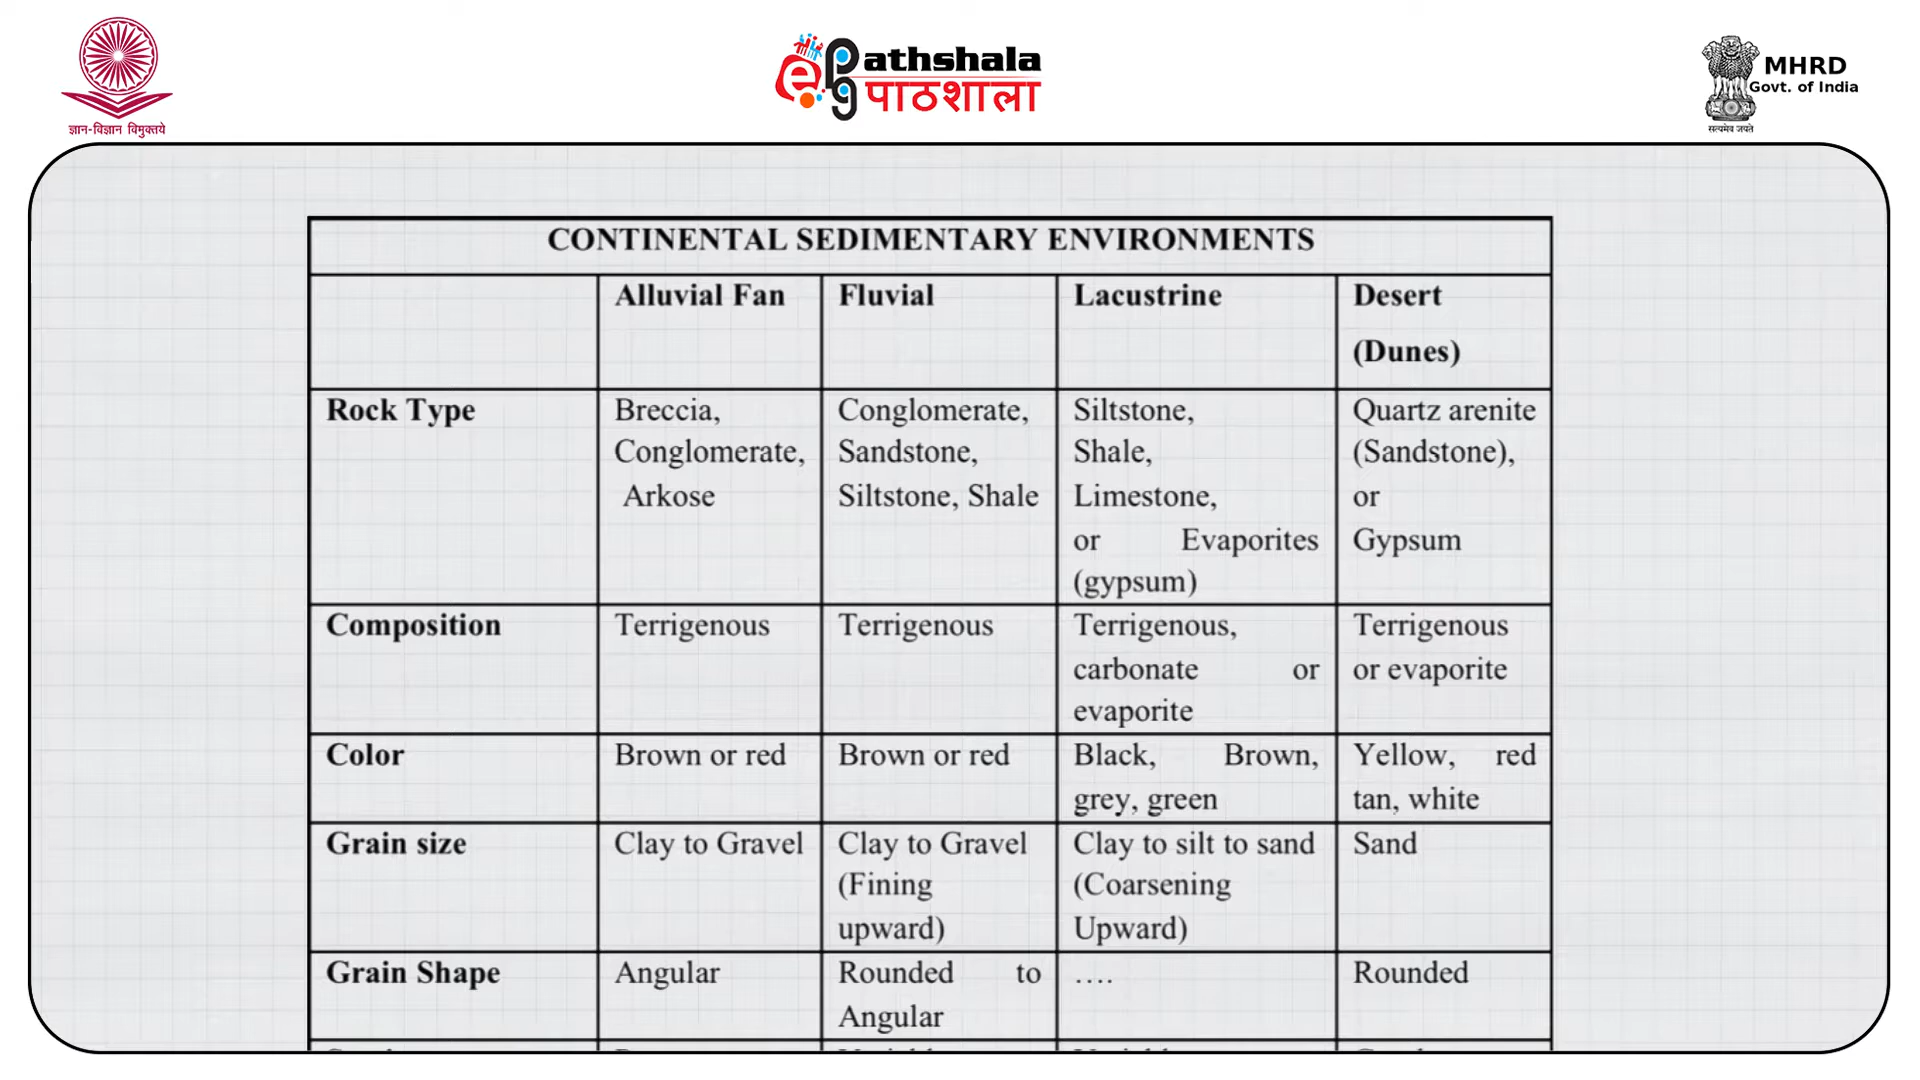 ज्ञान-विज्ञान विमुक्तये
e
pg
athshala
पाठशाला
MHRD
Govt. of India
सत्यमेव जयते
CONTINENTAL SEDIMENTARY ENVIRONMENTS
Alluvial Fan
Fluvial
Lacustrine
Desert
(Dunes)
Rock Type
Breccia,
Conglomerate,
Arkose
Conglomerate,
Sandstone,
Siltstone, Shale
Siltstone,
Shale,
Limestone,
or Evaporites
(gypsum)
Quartz arenite
(Sandstone),
or
Gypsum
Composition
Terrigenous
Terrigenous
Terrigenous,
carbonate or
evaporite
Terrigenous
or evaporite
Color
Brown or red
Brown or red
Black, Brown,
grey, green
Yellow, red
tan, white
Grain size
Clay to Gravel
Clay to Gravel
(Fining
upward)
Clay to silt to sand
(Coarsening
Upward)
Sand
Grain Shape
Angular
Rounded to
Angular
....
Rounded